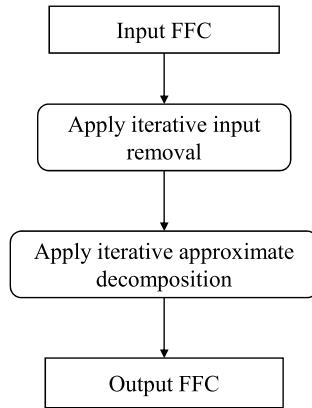 Input FFC
Apply iterative input
removal
Apply iterative approximate
decomposition
Output FFC